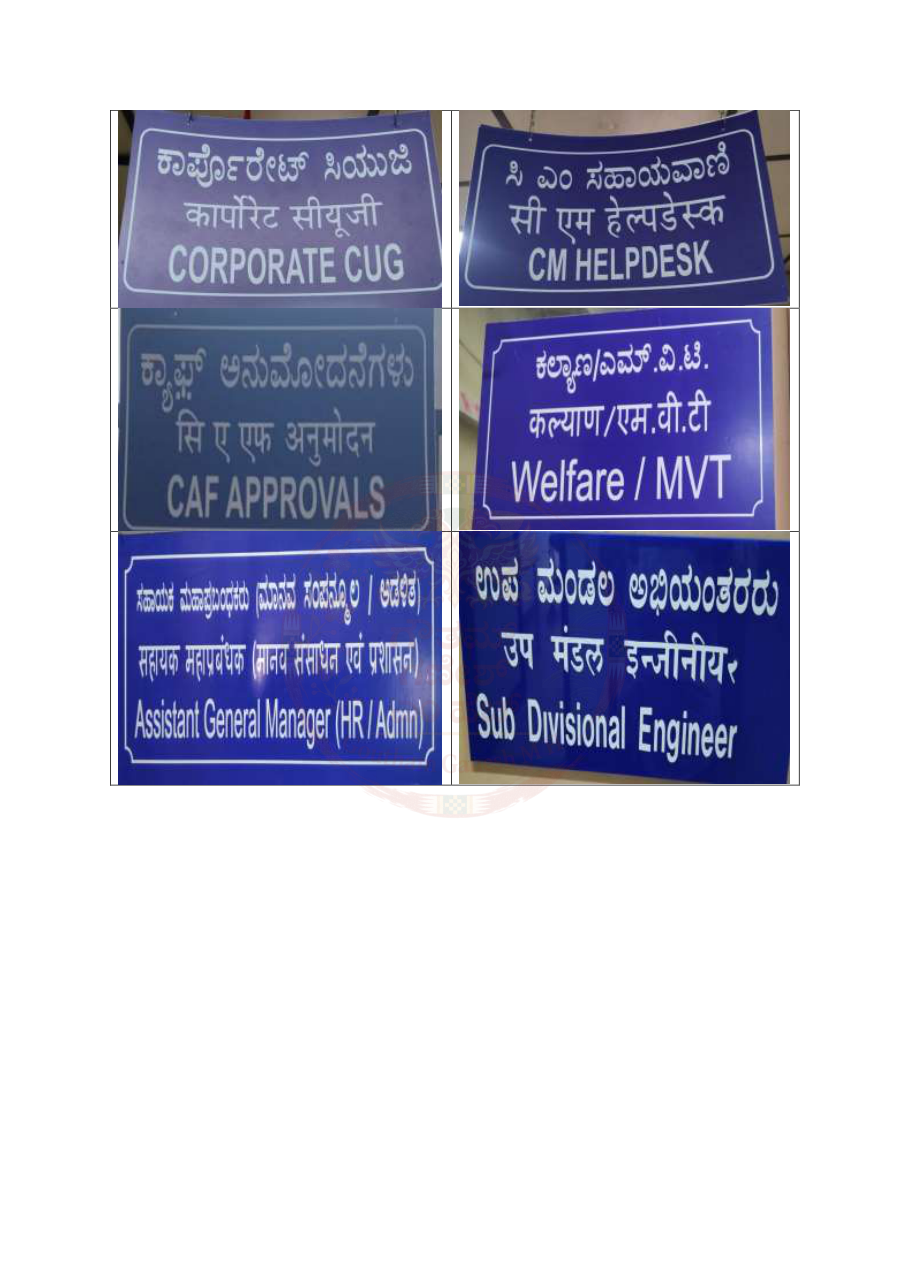 ಕಾರ್ಪೊರೇಟ್ ಸಿಯುಜಿ
कार्पोरेट सीयूजी
CORPORATE CUG
ಸಿ ಎಂ ಸಹಾಯವಾಣಿ
सी एम हेल्पडेस्क
CM HELPDESK
ಕ್ಯಾಫ್ ಅನುಮೋದನೆಗಳು
सि ए एफ अनुमोदन
CAF APPROVALS
ಕಲ್ಯಾಣ/ಎಮ್.ವಿ.ಟಿ.
कल्याण/एम.वी.टी
Welfare / MVT
ಸಹಾಯಕ ಮಹಾಪ್ರಬಂಧಕರು (ಮಾನವ ಸಂಪನ್ಮೂಲ / ಆಡಳಿತ)
सहायक महाप्रबंधक (मानव संसाधन एवं प्रशासन)
Assistant General Manager (HR / Admn)
ಉಪ ಮಂಡಲ ಅಭಿಯಂತರರು
उप मंडल इन्जीनीयर
Sub Divisional Engineer